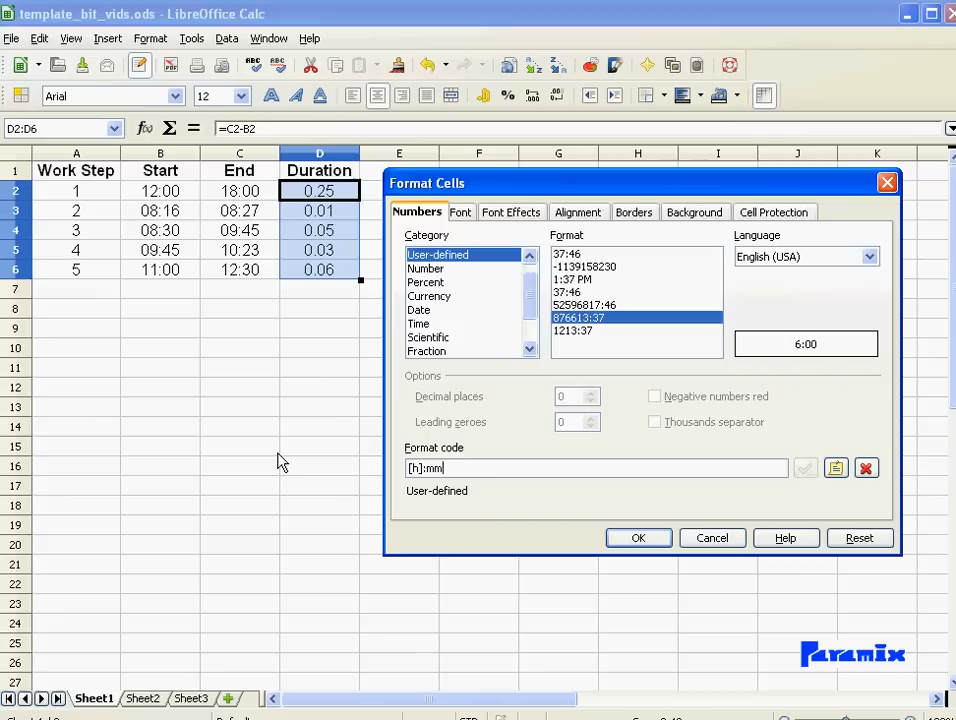 template_bit_vids.ods - LibreOffice Calc
File Edit View Insert Format Tools Data Window Help
Arial 12
D2:D6 =C2-B2
A B C D E F G H I J K
1 Work Step Start End Duration
2 1 12:00 18:00 0.25
3 2 08:16 08:27 0.01
4 3 08:30 09:45 0.05
5 4 09:45 10:23 0.03
6 5 11:00 12:30 0.06
7
8
9
10
11
12
13
14
15
16
17
18
19
20
21
22
23
24
25
26
Format Cells
Numbers Font Font Effects Alignment Borders Background Cell Protection
Category Format Language
User-defined
Number
Percent
Currency
Date
Time
Scientific
Fraction
37:46
-1139158230
1:37 PM
37:46
52596817:46
876613:37
1213:37
English (USA)
6:00
Options
Decimal places 0 Negative numbers red
Leading zeroes 0 Thousands separator
Format code
[h]:mm
User-defined
OK Cancel Help Reset
Paramix
Sheet1 Sheet2 Sheet3